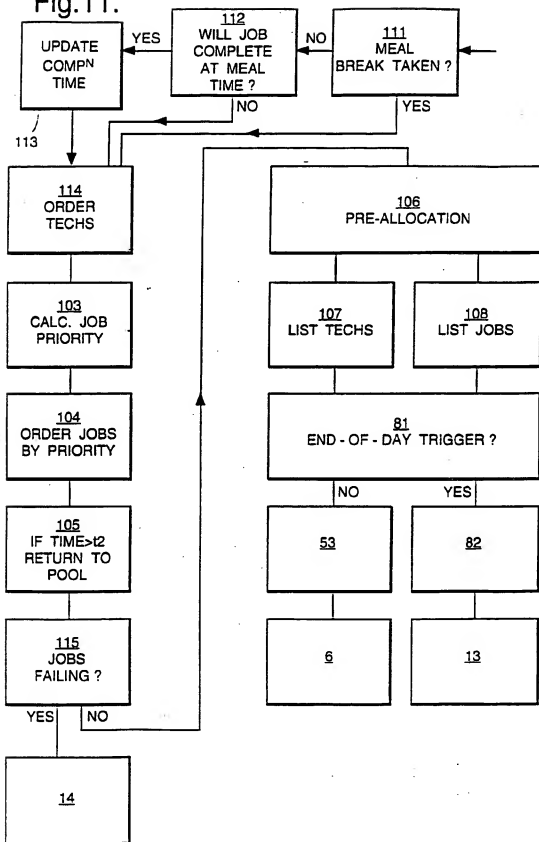 Fig.11.
UPDATE
COMPᴺ
TIME
113
YES
112
WILL JOB
COMPLETE
AT MEAL
TIME ?
NO
NO
111
MEAL
BREAK TAKEN ?
YES
114
ORDER
TECHS
103
CALC. JOB
PRIORITY
104
ORDER JOBS
BY PRIORITY
105
IF TIME>t2
RETURN TO
POOL
115
JOBS
FAILING ?
YES
NO
14
106
PRE-ALLOCATION
107
LIST TECHS
108
LIST JOBS
81
END - OF - DAY TRIGGER ?
NO
YES
53
82
6
13